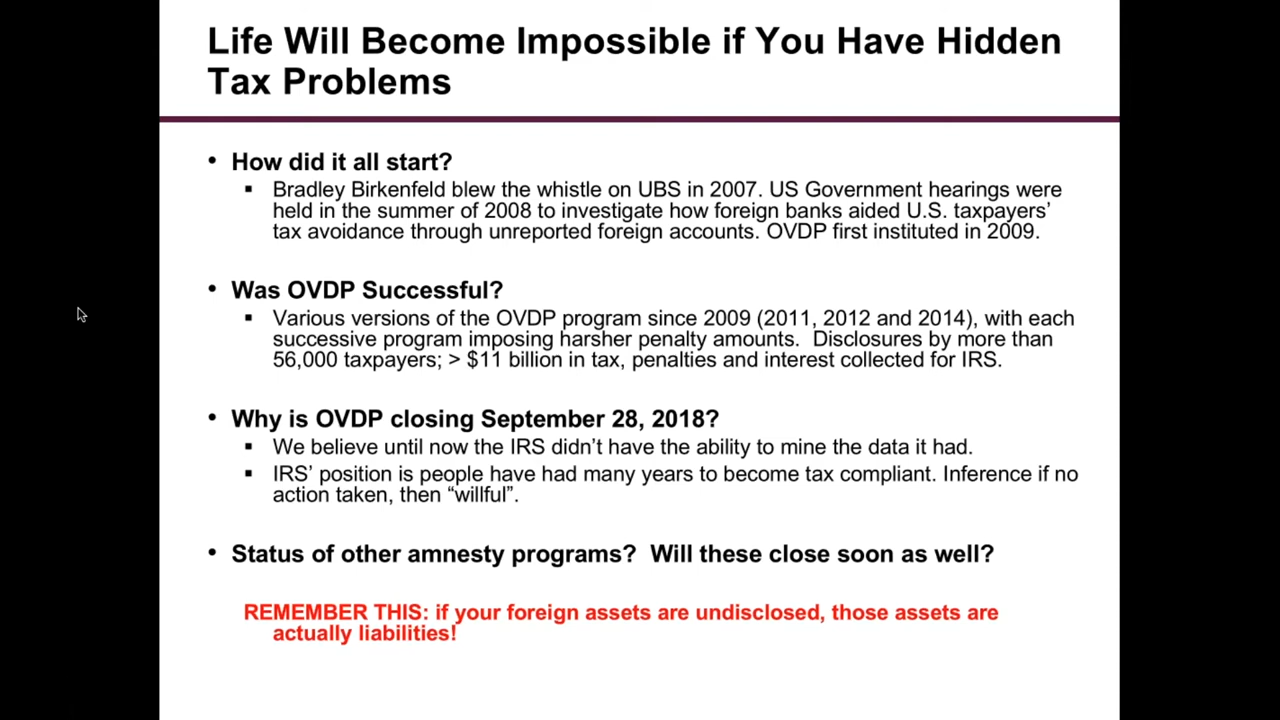 Life Will Become Impossible if You Have Hidden
Tax Problems
• How did it all start?
▪ Bradley Birkenfeld blew the whistle on UBS in 2007. US Government hearings were
held in the summer of 2008 to investigate how foreign banks aided U.S. taxpayers’
tax avoidance through unreported foreign accounts. OVDP first instituted in 2009.
• Was OVDP Successful?
▪ Various versions of the OVDP program since 2009 (2011, 2012 and 2014), with each
successive program imposing harsher penalty amounts.  Disclosures by more than
56,000 taxpayers; > $11 billion in tax, penalties and interest collected for IRS.
• Why is OVDP closing September 28, 2018?
▪ We believe until now the IRS didn’t have the ability to mine the data it had.
▪ IRS’ position is people have had many years to become tax compliant. Inference if no
action taken, then “willful”.
• Status of other amnesty programs?  Will these close soon as well?
REMEMBER THIS: if your foreign assets are undisclosed, those assets are
actually liabilities!